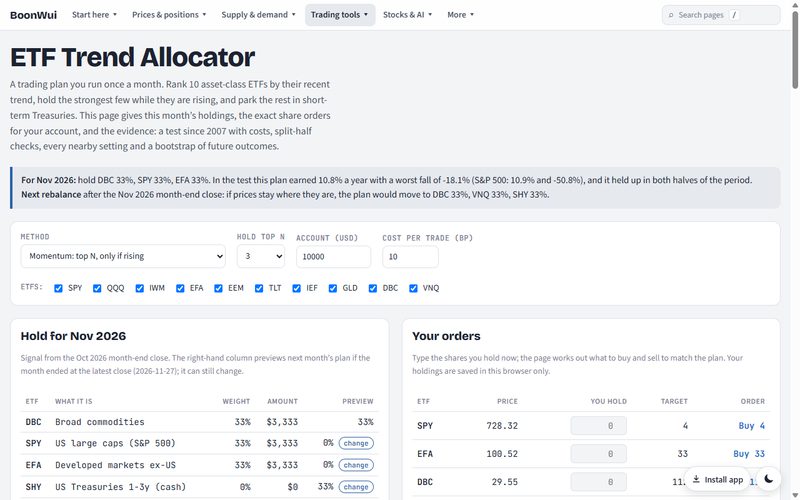 BoonWui Start here Prices & positions Supply & demand Trading tools Stocks & AI More Search pages /
ETF Trend Allocator
A trading plan you run once a month. Rank 10 asset-class ETFs by their recent
trend, hold the strongest few while they are rising, and park the rest in short-
term Treasuries. This page gives this month's holdings, the exact share orders
for your account, and the evidence: a test since 2007 with costs, split-half
checks, every nearby setting and a bootstrap of future outcomes.
For Nov 2026: hold DBC 33%, SPY 33%, EFA 33%. In the test this plan earned 10.8% a year with a worst fall of -18.1% (S&P 500: 10.9% and -50.8%), and it held up in both halves of the period.
Next rebalance after the Nov 2026 month-end close: if prices stay where they are, the plan would move to DBC 33%, VNQ 33%, SHY 33%.
METHOD HOLD TOP N ACCOUNT (USD) COST PER TRADE (BP)
Momentum: top N, only if rising 3 10000 10
ETFS: SPY QQQ IWM EFA EEM TLT IEF GLD DBC VNQ
Hold for Nov 2026
Signal from the Oct 2026 month-end close. The right-hand column previews next month's plan if the
month ended at the latest close (2026-11-27); it can still change.
ETF WHAT IT IS WEIGHT AMOUNT PREVIEW
DBC Broad commodities 33% $3,333 33%
SPY US large caps (S&P 500) 33% $3,333 0% change
EFA Developed markets ex-US 33% $3,333 0% change
SHY US Treasuries 1-3y (cash) 0% $0 33% change
Your orders
Type the shares you hold now; the page works out what to buy and sell to match the plan. Your
holdings are saved in this browser only.
ETF PRICE YOU HOLD TARGET ORDER
SPY 728.32 0 4 Buy 4
EFA 100.52 0 33 Buy 33
DBC 29.55 0
Install app